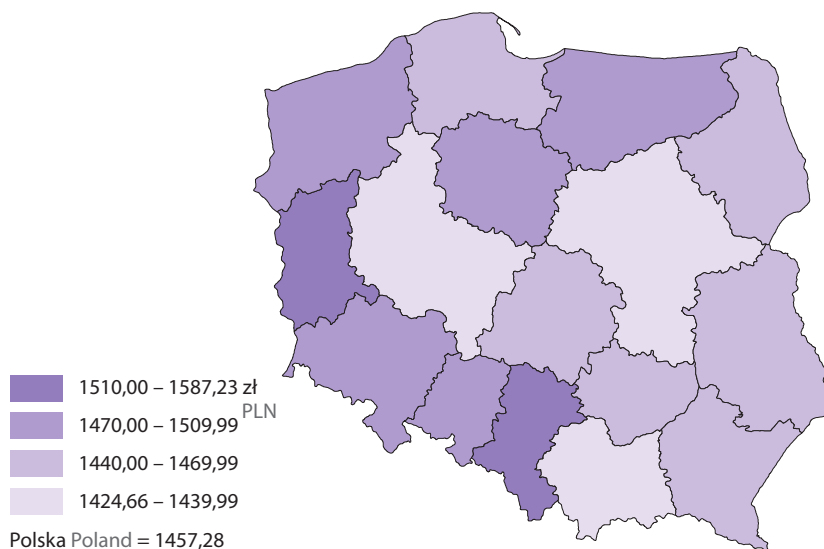 1510,00 – 1587,23 zł
PLN
1470,00 – 1509,99
1440,00 – 1469,99
1424,66 – 1439,99
Polska Poland = 1457,28